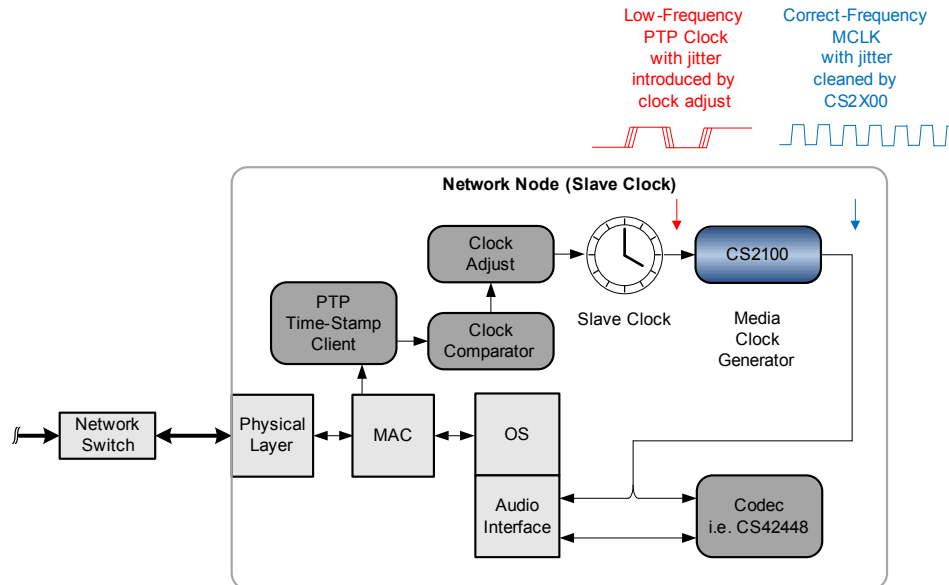 Low-Frequency
PTP Clock
with jitter
introduced by
clock adjust
Correct-Frequency
MCLK
with jitter
cleaned by
CS2X00
Network Node (Slave Clock)
Clock
Adjust
CS2100
PTP
Time-Stamp
Client
Clock
Comparator
Slave Clock
Media
Clock
Generator
Network
Switch
Physical
Layer
MAC
OS
Audio
Interface
Codec
i.e. CS42448